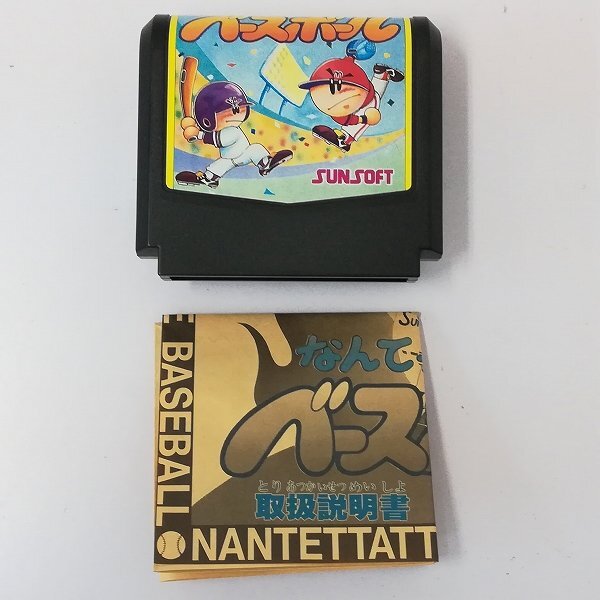 ベースボール
SUNSOFT
なんて
ベース
とりあつかいせつめいしょ
取扱説明書
E BASEBALL
NANTETTATT